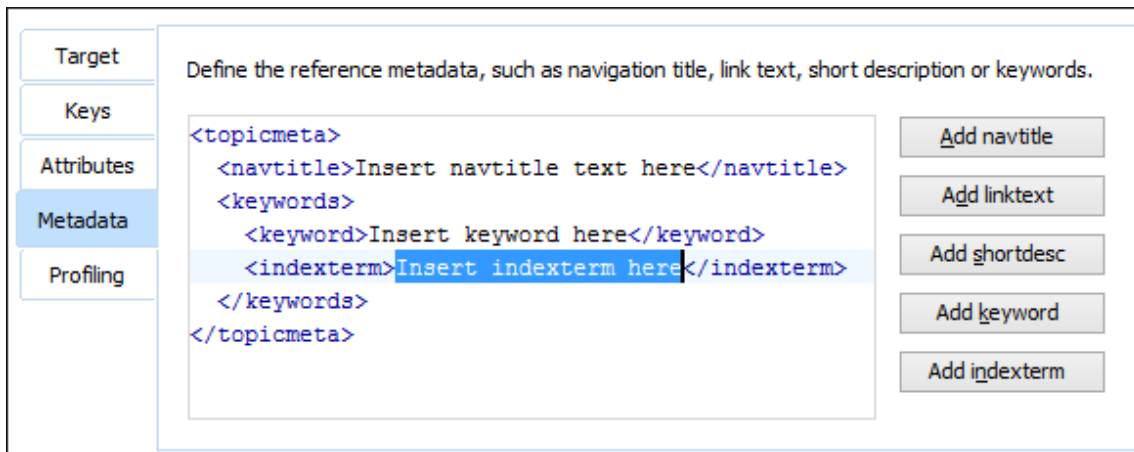 Target
Keys
Attributes
Metadata
Profiling
Define the reference metadata, such as navigation title, link text, short description or keywords.
<topicmeta>
  <navtitle>Insert navtitle text here</navtitle>
  <keywords>
    <keyword>Insert keyword here</keyword>
    <indexterm>Insert indexterm here</indexterm>
  </keywords>
</topicmeta>
Add navtitle
Add linktext
Add shortdesc
Add keyword
Add indexterm